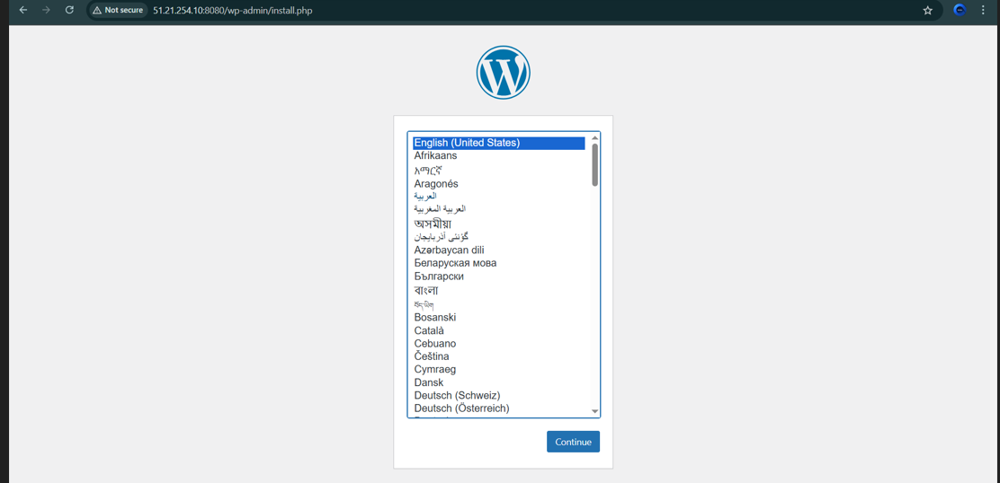 Not secure
51.21.254.10:8080/wp-admin/install.php
English (United States)
Afrikaans
አማርኛ
Aragonés
العربية
العربية المغربية
অসমীয়া
گؤنئی آذربایجان
Azərbaycan dili
Беларуская мова
Български
বাংলা
བོད་ཡིག
Bosanski
Català
Cebuano
Čeština
Cymraeg
Dansk
Deutsch (Schweiz)
Deutsch (Österreich)
Continue